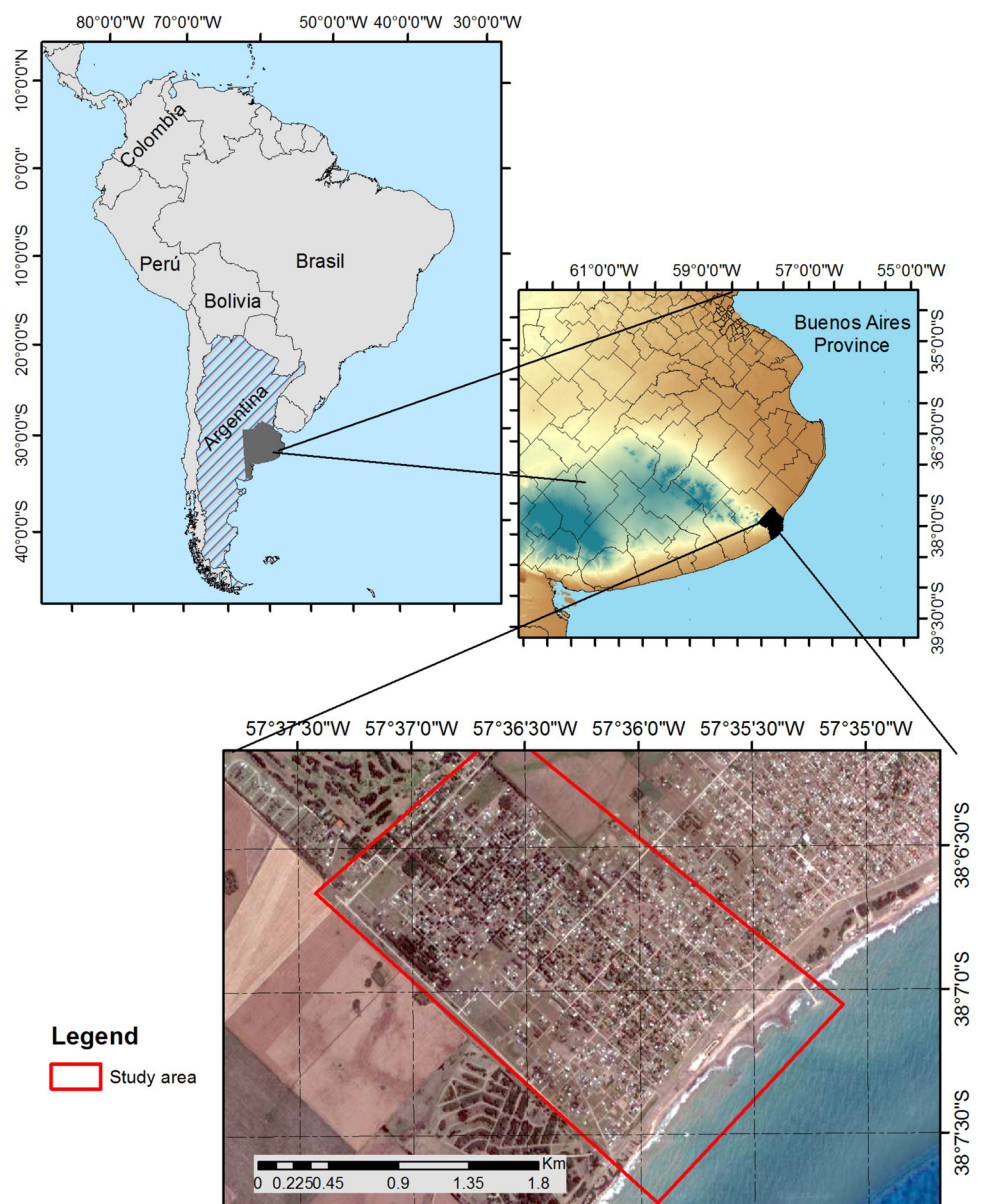 80°0'0"W 70°0'0"W 50°0'0"W 40°0'0"W 30°0'0"W
10°0'0"N
0°0'0"
10°0'0"S
20°0'0"S
30°0'0"S
40°0'0"S
Colombia
Perú
Brasil
Bolivia
Argentina
61°0'0"W 59°0'0"W 57°0'0"W 55°0'0"W
Buenos Aires
Province
35°0'0"S
36°30'0"S
38°0'0"S
39°30'0"S
57°37'30"W 57°37'0"W 57°36'30"W 57°36'0"W 57°35'30"W 57°35'0"W
38°6'30"S
38°7'0"S
38°7'30"S
Legend
Study area
Km
0 0.225 0.45 0.9 1.35 1.8